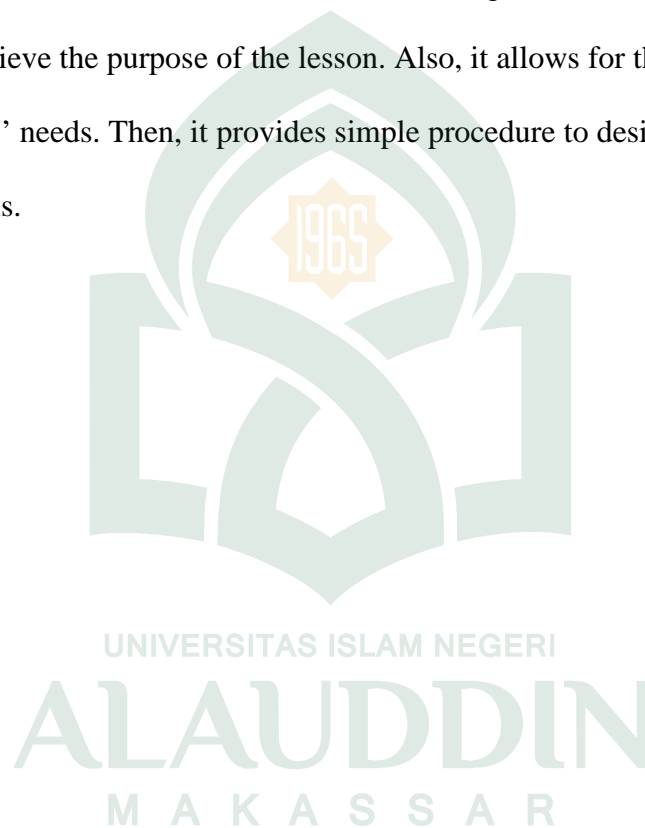 ieve the purpose of the lesson. Also, it allows for th
’ needs. Then, it provides simple procedure to desi
s.
1965
UNIVERSITAS ISLAM NEGERI
ALAUDDIN
MAKASSAR